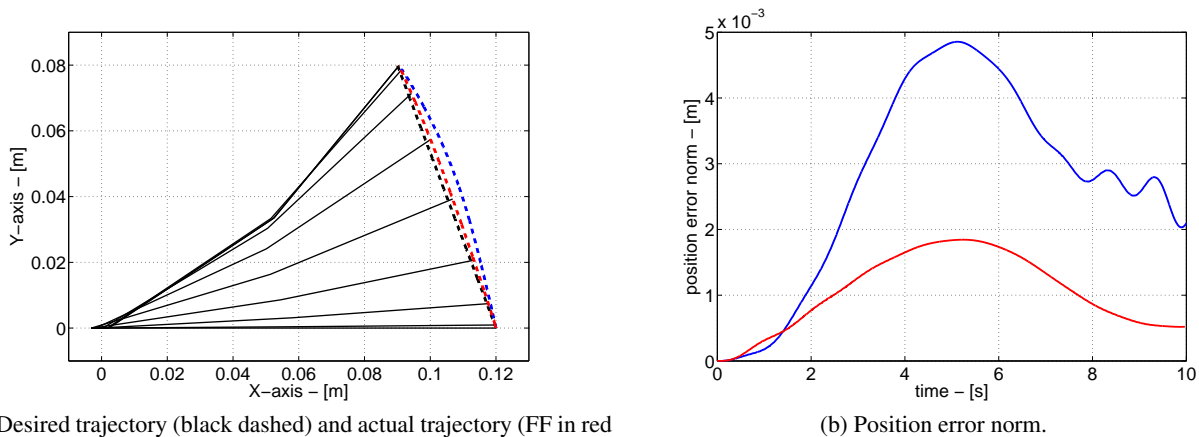 0.08
0.06
0.04
0.02
0
Y−axis − [m]
0 0.02 0.04 0.06 0.08 0.1 0.12
X−axis − [m]
Desired trajectory (black dashed) and actual trajectory (FF in red
x 10⁻³
5
4
3
2
1
0
position error norm − [m]
0 2 4 6 8 10
time − [s]
(b) Position error norm.